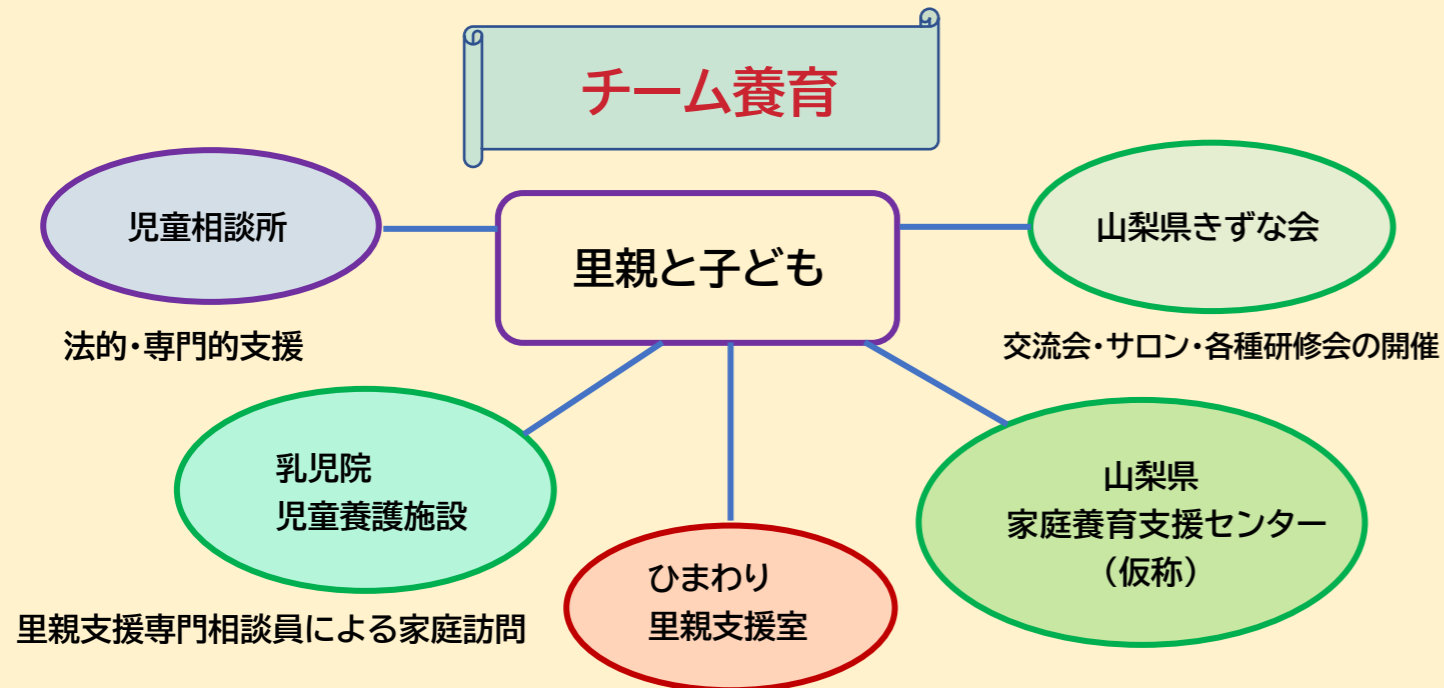 チーム養育
児童相談所
里親と子ども
山梨県きずな会
法的・専門的支援
交流会・サロン・各種研修会の開催
乳児院
児童養護施設
山梨県
家庭養育支援センター
（仮称）
ひまわり
里親支援室
里親支援専門相談員による家庭訪問